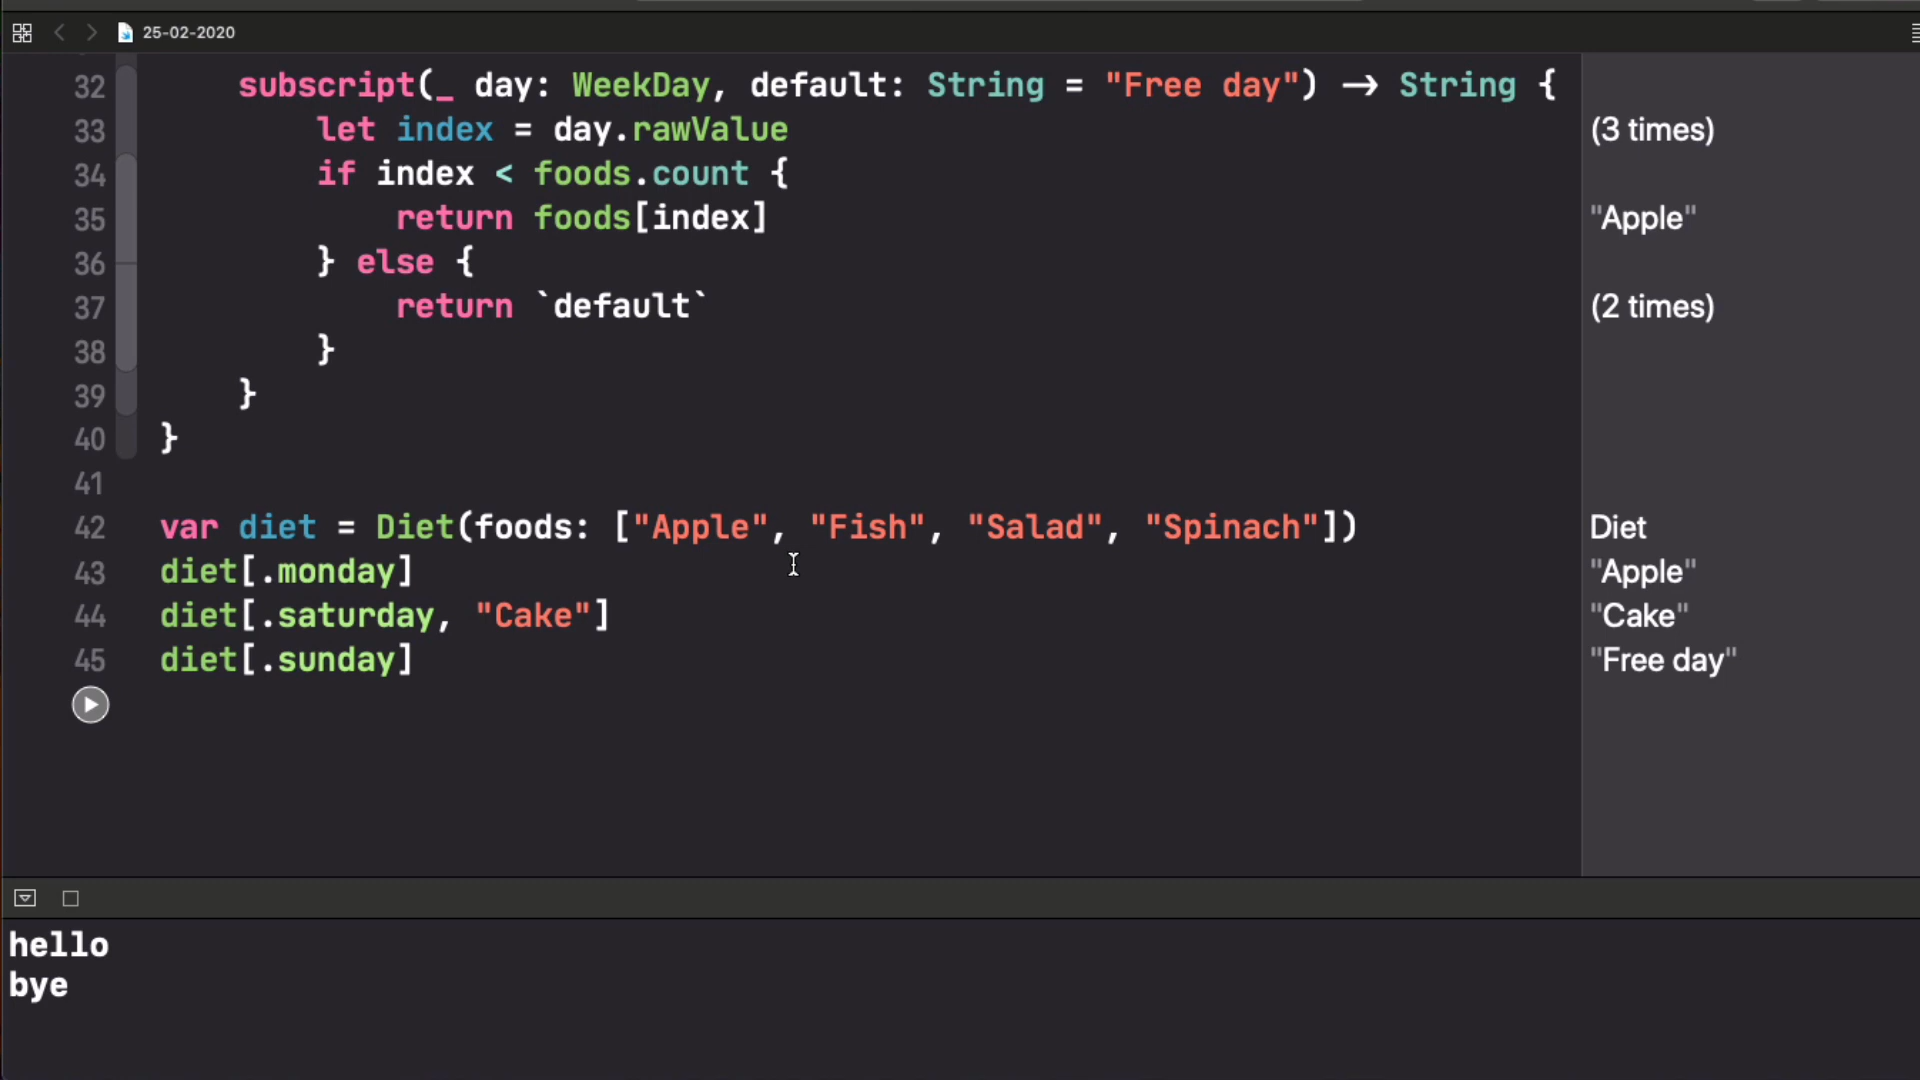 25-02-2020
32 subscript(_ day: WeekDay, default: String = "Free day") -> String {
33 let index = day.rawValue (3 times)
34 if index < foods.count {
35 return foods[index] "Apple"
36 } else {
37 return `default` (2 times)
38 }
39 }
40 }
41
42 var diet = Diet(foods: ["Apple", "Fish", "Salad", "Spinach"]) Diet
43 diet[.monday] "Apple"
44 diet[.saturday, "Cake"] "Cake"
45 diet[.sunday] "Free day"
hello
bye